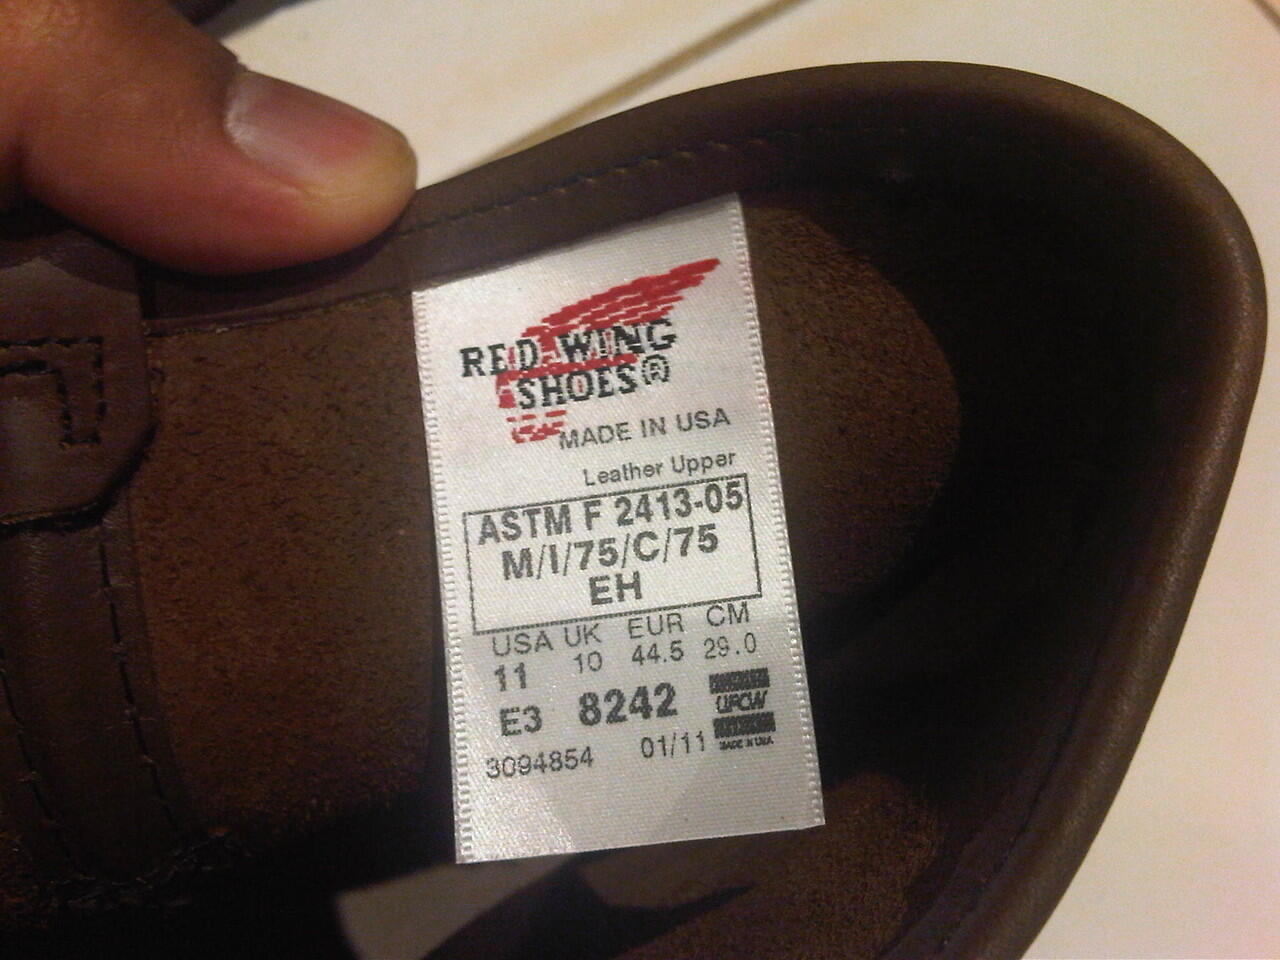 RED WING
SHOES®
MADE IN USA
Leather Upper
ASTM F 2413-05
M/I/75/C/75
EH
USA UK EUR CM
11 10 44.5 29.0
E3 8242 UFCW
3094854 01/11 MADE IN USA